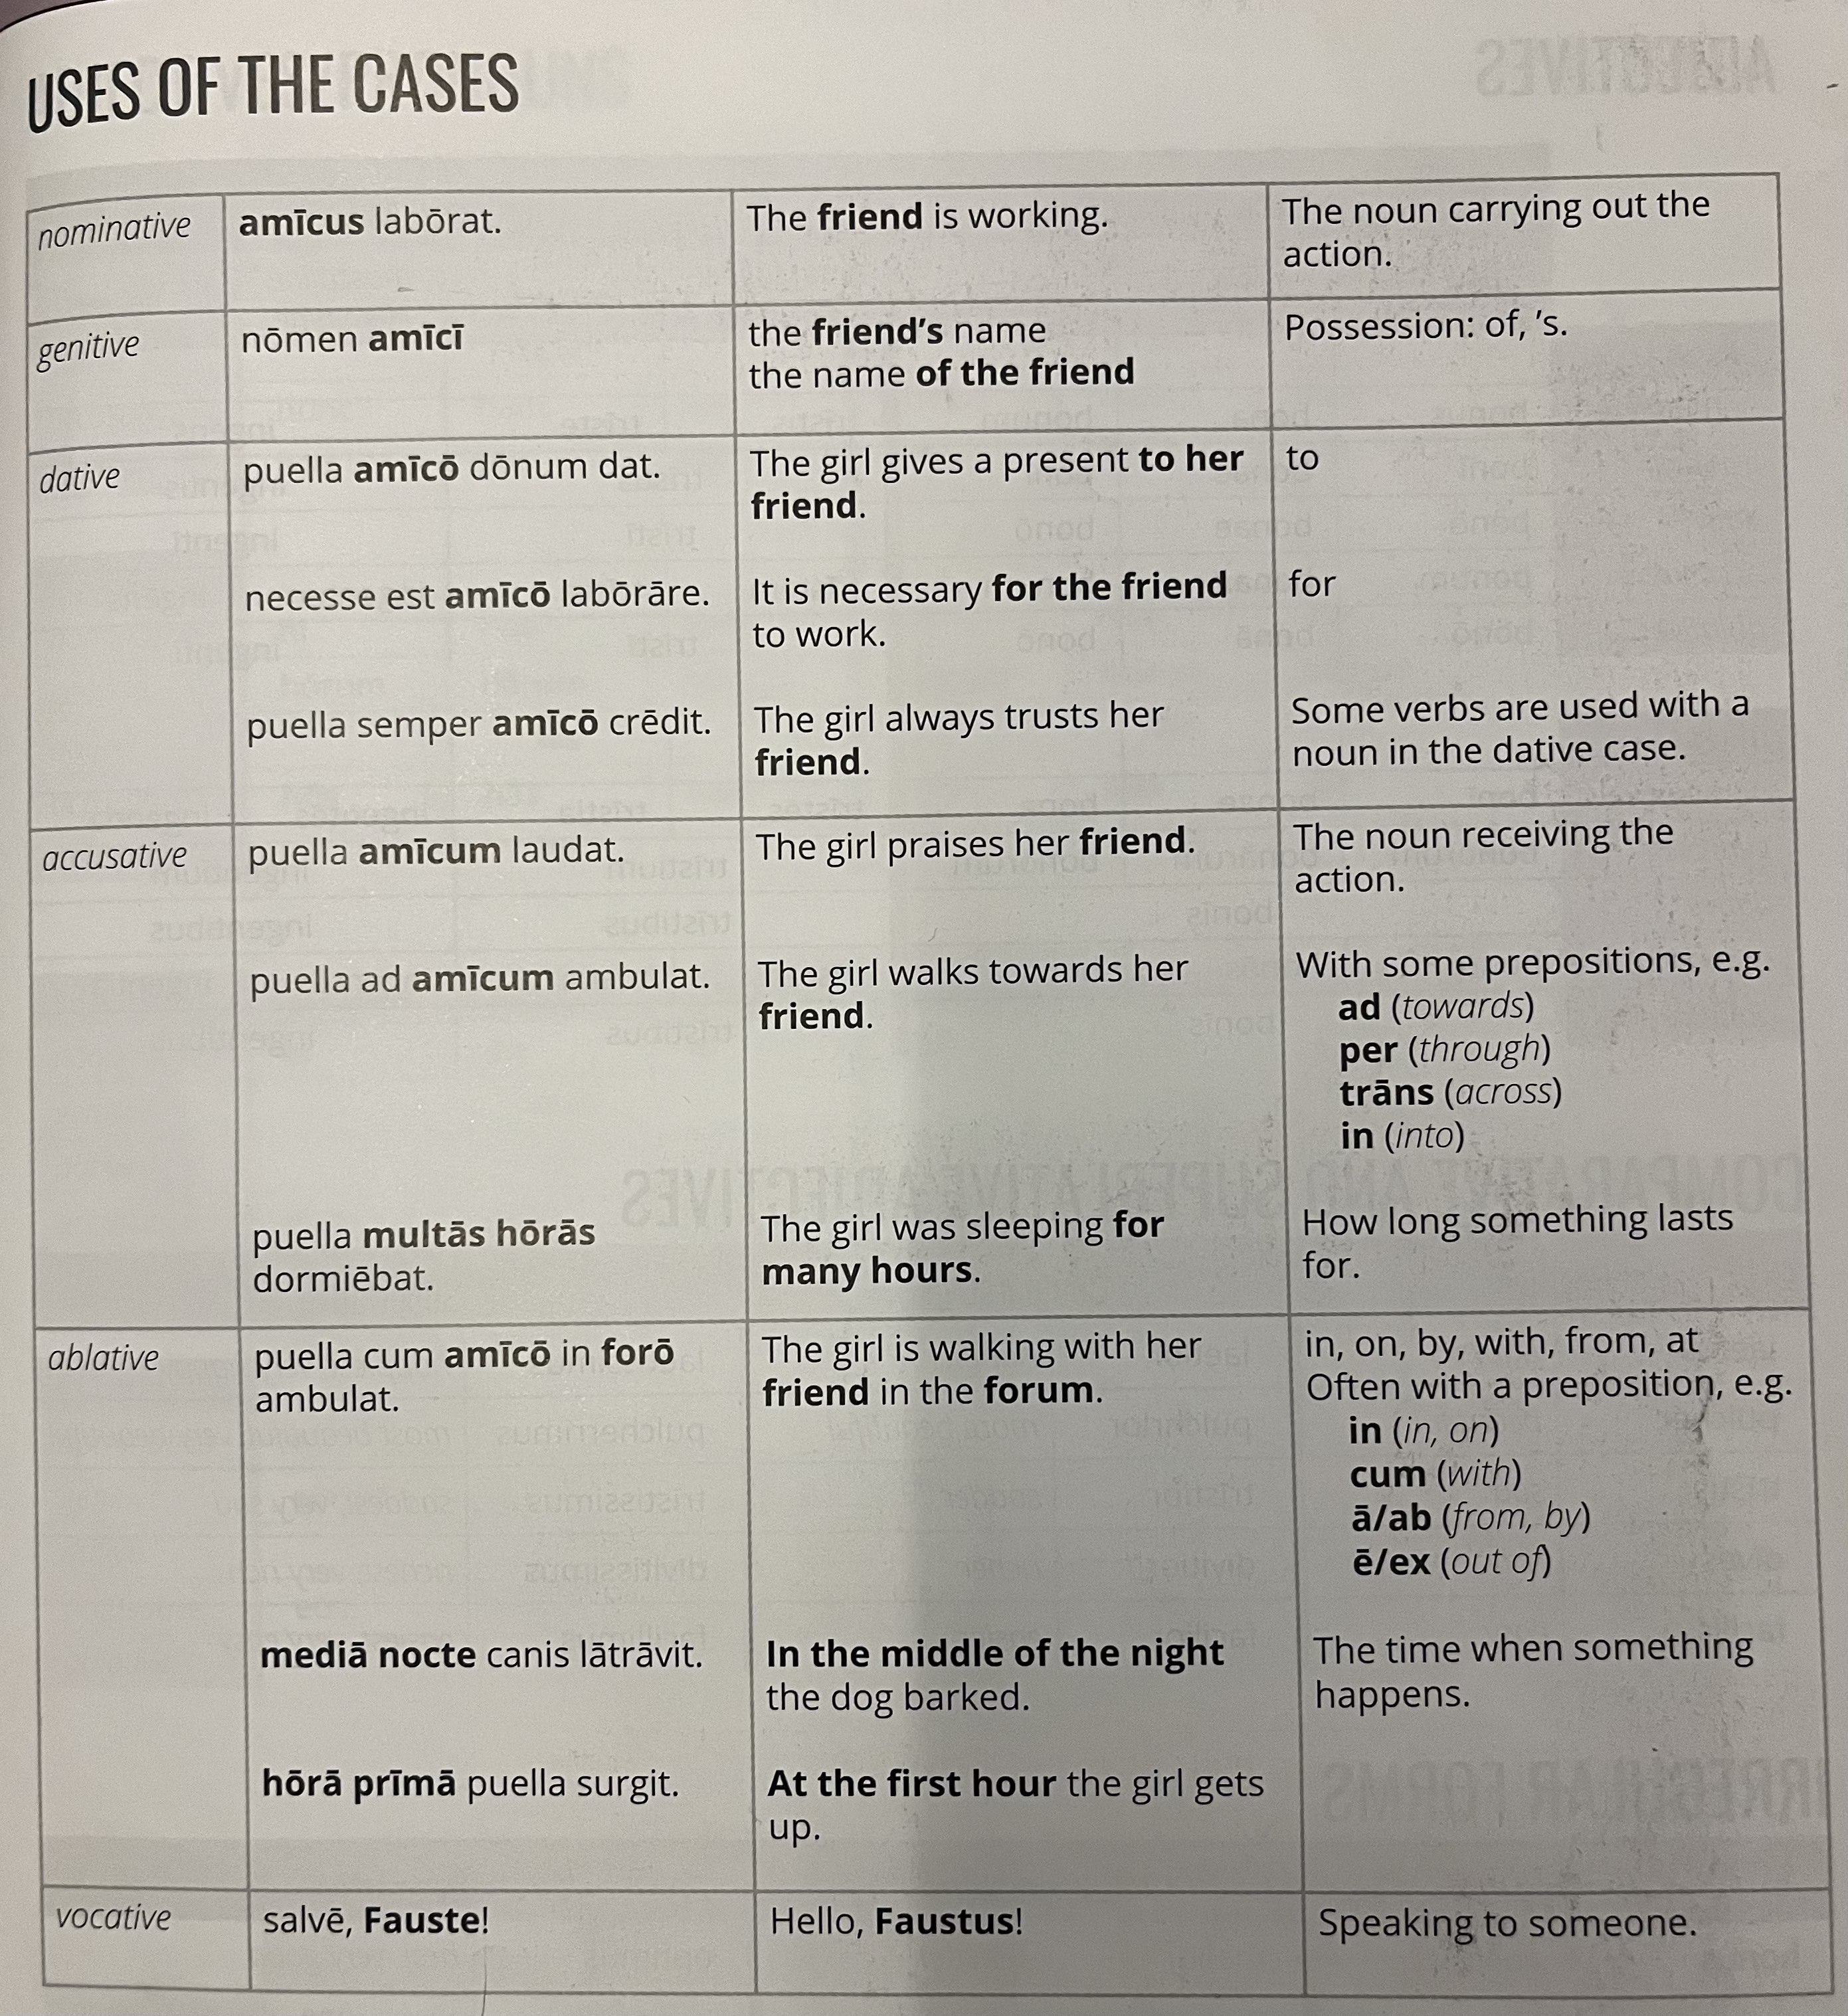 USES OF THE CASES
nominative
amīcus labōrat.
The friend is working.
The noun carrying out the
action.
genitive
nōmen amīcī
the friend's name
the name of the friend
Possession: of, 's.
dative
puella amīcō dōnum dat.
The girl gives a present to her
friend.
to
necesse est amīcō labōrāre.
It is necessary for the friend
to work.
for
puella semper amīcō crēdit.
The girl always trusts her
friend.
Some verbs are used with a
noun in the dative case.
accusative
puella amīcum laudat.
The girl praises her friend.
The noun receiving the
action.
puella ad amīcum ambulat.
The girl walks towards her
friend.
With some prepositions, e.g.
ad (towards)
per (through)
trāns (across)
in (into)
puella multās hōrās
dormiēbat.
The girl was sleeping for
many hours.
How long something lasts
for.
ablative
puella cum amīcō in forō
ambulat.
The girl is walking with her
friend in the forum.
in, on, by, with, from, at
Often with a preposition, e.g.
in (in, on)
cum (with)
ā/ab (from, by)
ē/ex (out of)
mediā nocte canis lātrāvit.
In the middle of the night
the dog barked.
The time when something
happens.
hōrā prīmā puella surgit.
At the first hour the girl gets
up.
vocative
salvē, Fauste!
Hello, Faustus!
Speaking to someone.